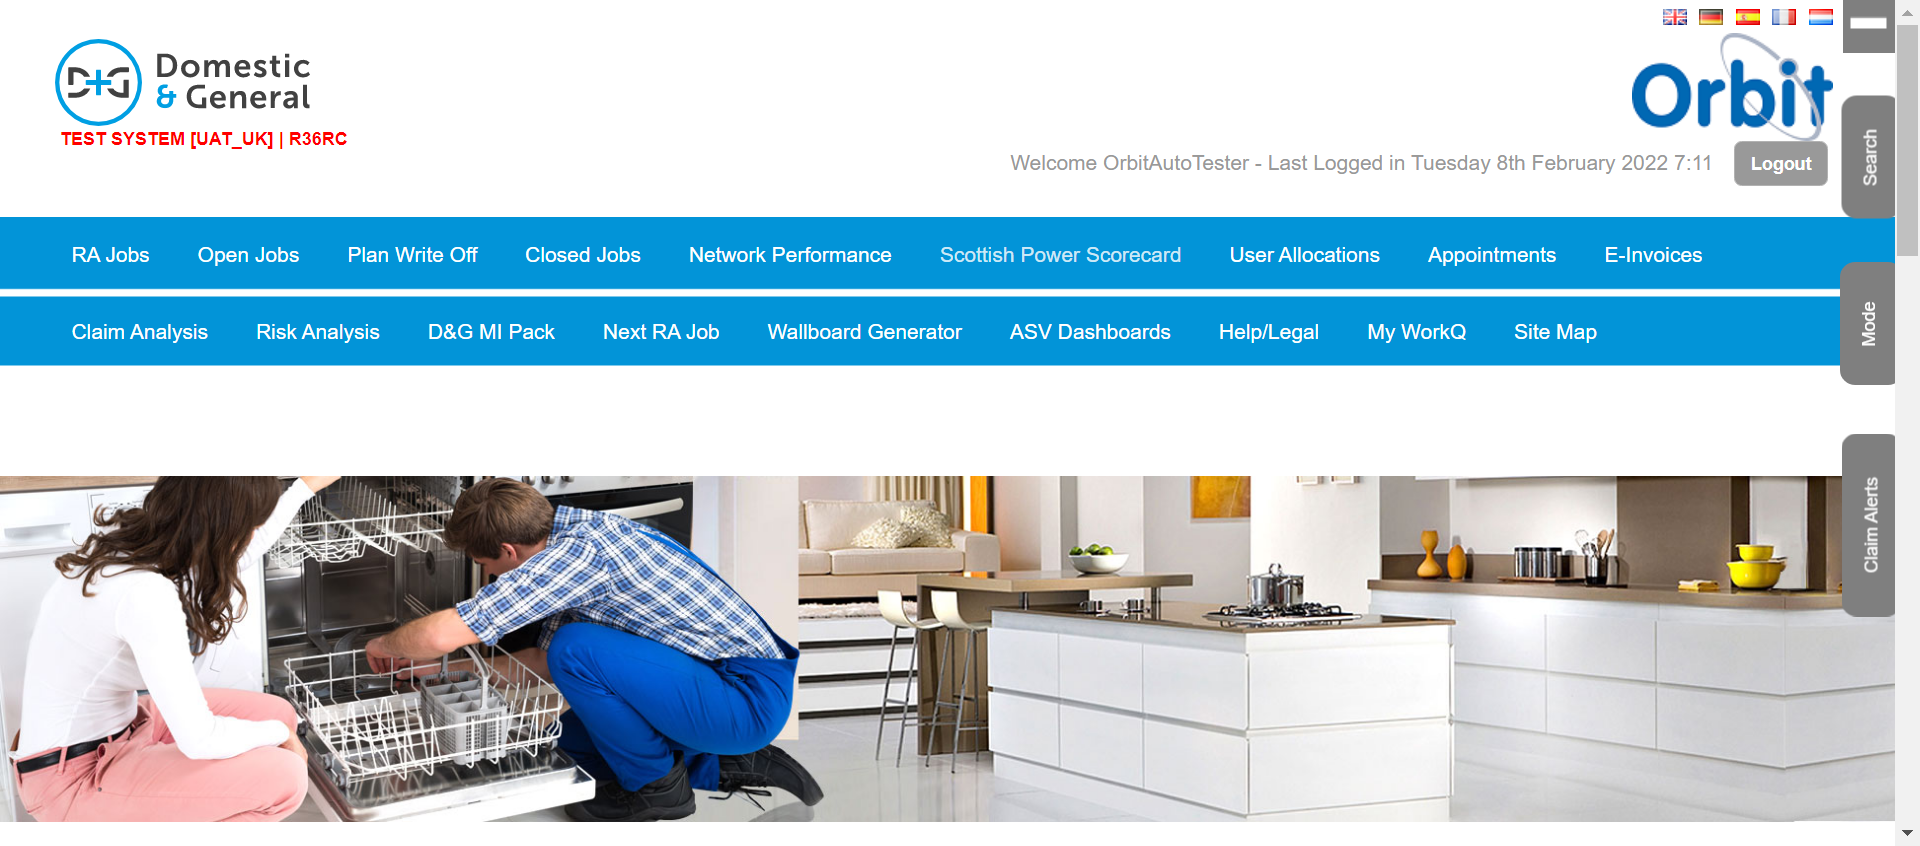 D+G Domestic
& General
TEST SYSTEM [UAT_UK] | R36RC
Orbit
Welcome OrbitAutoTester - Last Logged in Tuesday 8th February 2022 7:11 Logout
Search
RA Jobs Open Jobs Plan Write Off Closed Jobs Network Performance Scottish Power Scorecard User Allocations Appointments E-Invoices
Claim Analysis Risk Analysis D&G MI Pack Next RA Job Wallboard Generator ASV Dashboards Help/Legal My WorkQ Site Map
Mode
Claim Alerts